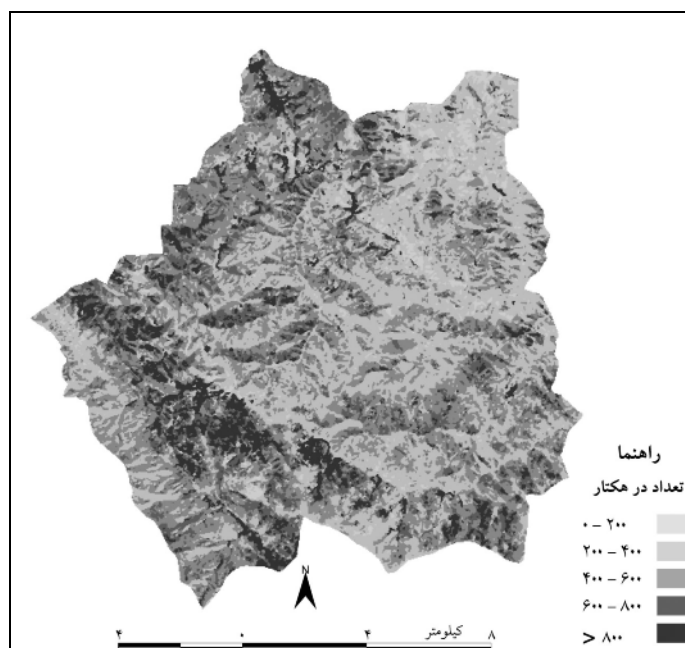 راهنما
تعداد در هکتار
۰ - ۲۰۰
۲۰۰ - ۴۰۰
۴۰۰ - ۶۰۰
۶۰۰ - ۸۰۰
> ۸۰۰
N
۴ ۰ ۴ کیلومتر ۸